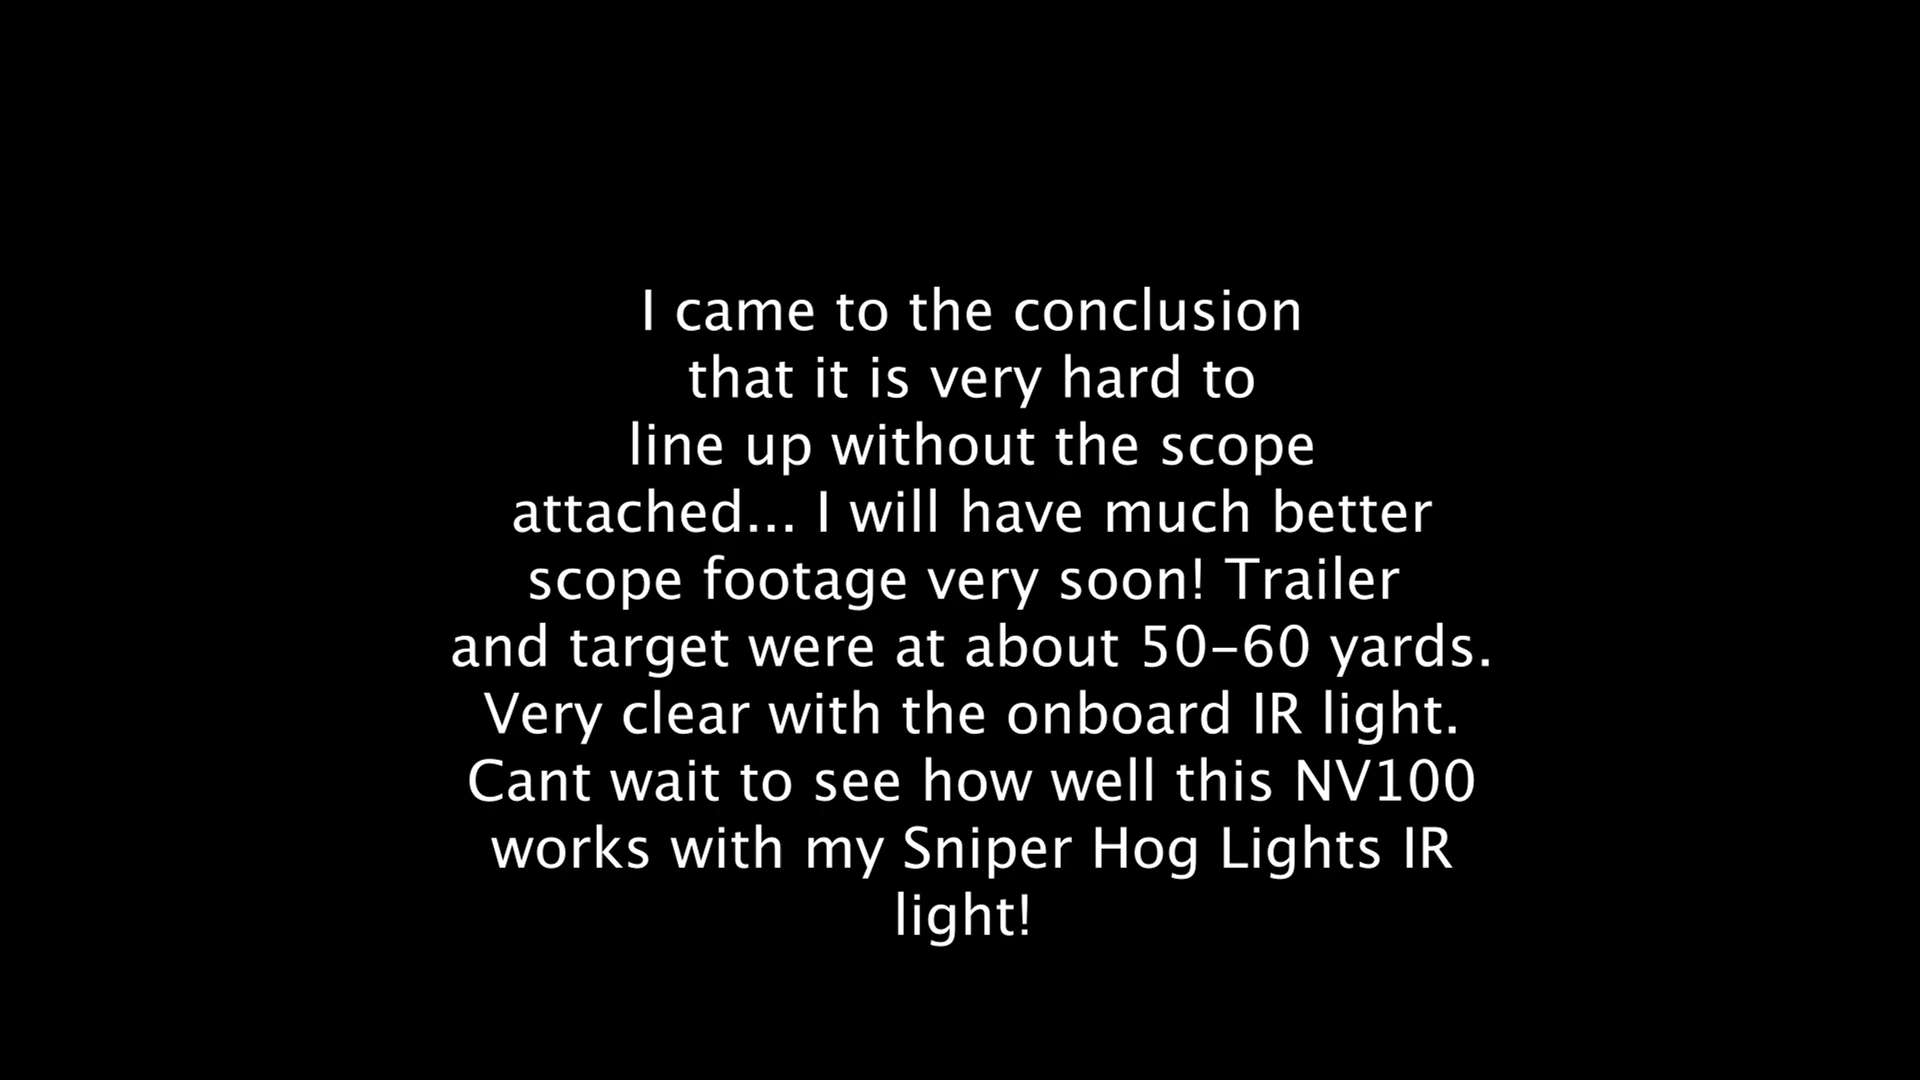 I came to the conclusion
that it is very hard to
line up without the scope
attached... I will have much better
scope footage very soon! Trailer
and target were at about 50-60 yards.
Very clear with the onboard IR light.
Cant wait to see how well this NV100
works with my Sniper Hog Lights IR
light!